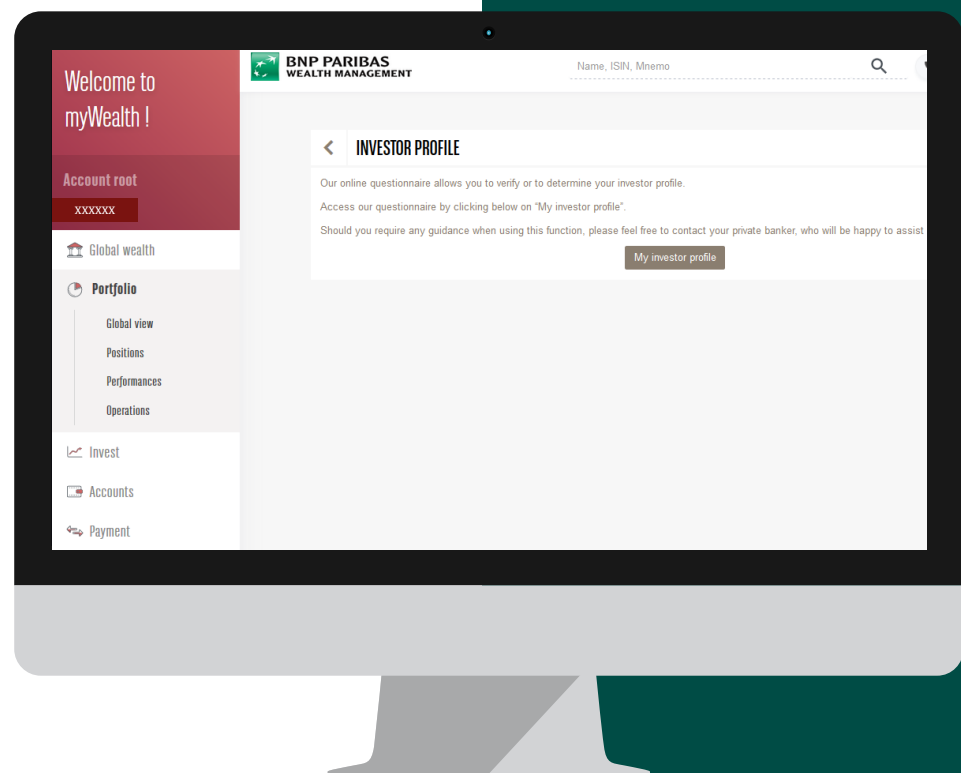 Welcome to
myWealth !
Account root
xxxxxx
Global wealth
Portfolio
Global view
Positions
Performances
Operations
Invest
Accounts
Payment
BNP PARIBAS
WEALTH MANAGEMENT
Name, ISIN, Mnemo
INVESTOR PROFILE
Our online questionnaire allows you to verify or to determine your investor profile.
Access our questionnaire by clicking below on "My investor profile".
Should you require any guidance when using this function, please feel free to contact your private banker, who will be happy to assist
My investor profile